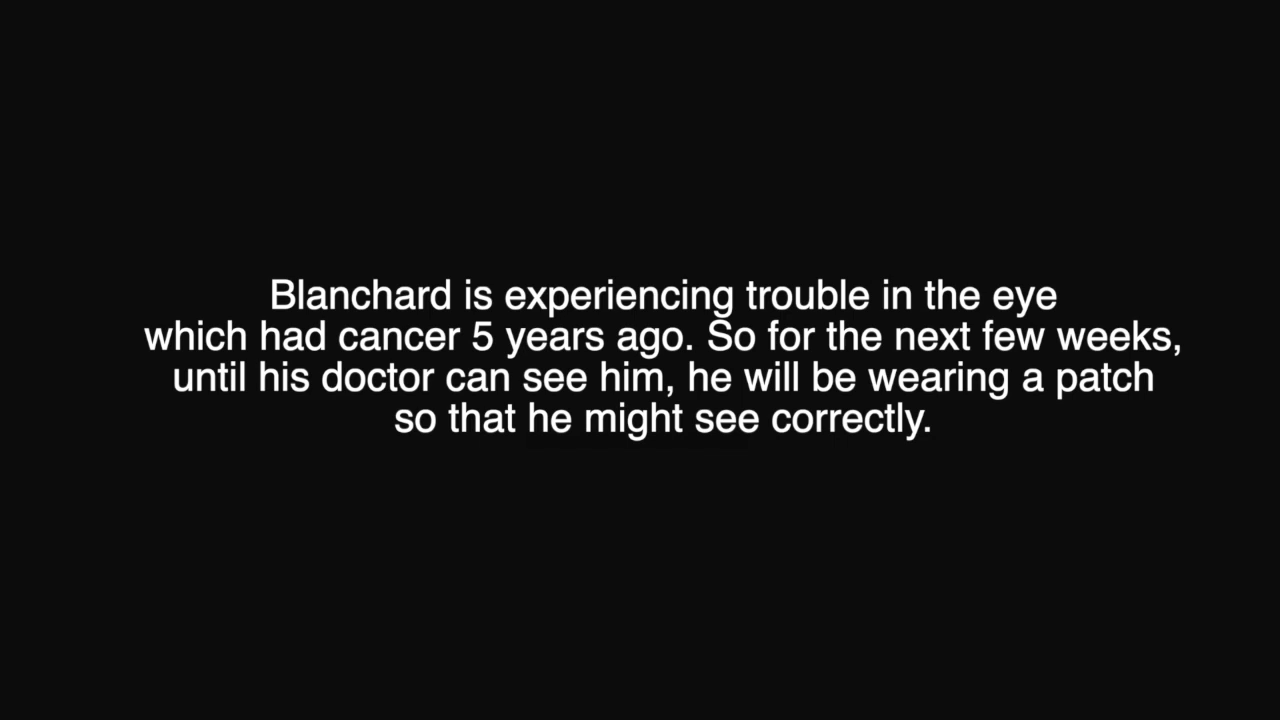 Blanchard is experiencing trouble in the eye
which had cancer 5 years ago. So for the next few weeks,
until his doctor can see him, he will be wearing a patch
so that he might see correctly.